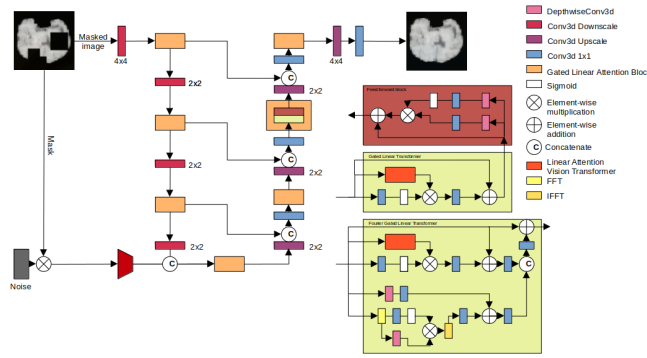 Masked
image
4x4
2x2
2x2
2x2
Mask
Noise
C
C
2x2
C
2x2
C
2x2
4x4
DepthwiseConv3d
Conv3d Downscale
Conv3d Upscale
Conv3d 1x1
Gated Linear Attention Bloc
Sigmoid
Element-wise
multiplication
Element-wise
addition
C
Concatenate
Linear Attention
Vision Transformer
FFT
IFFT
Feedforward block
Gated Linear Transformer
Fourier Gated Linear Transformer
C